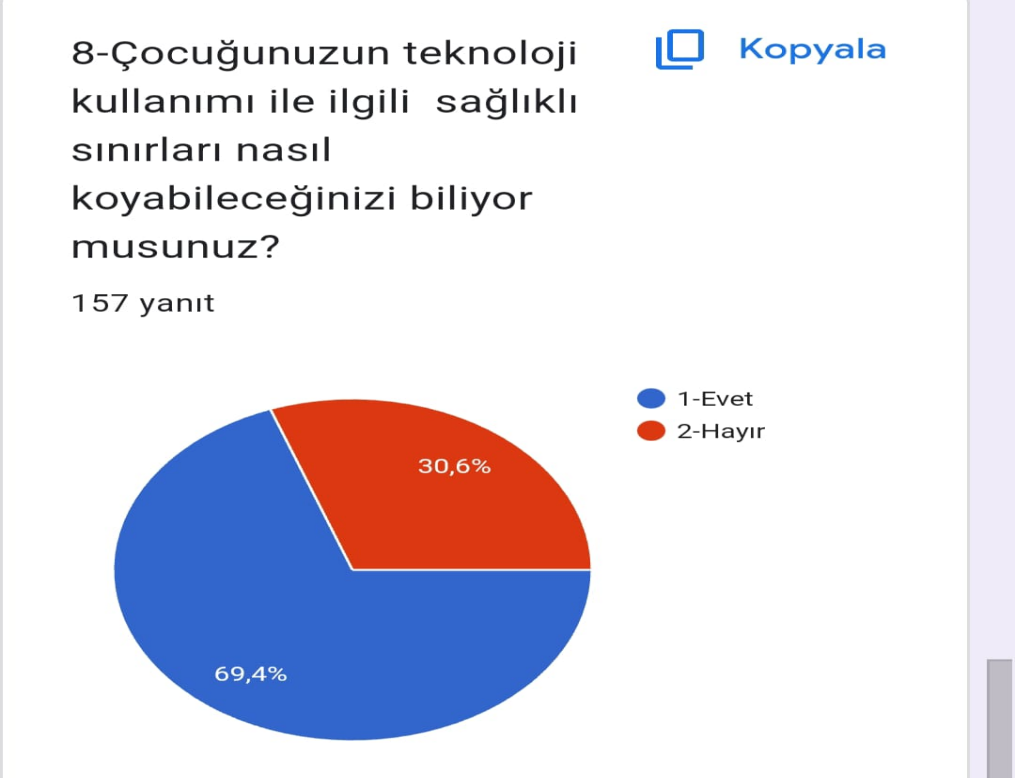 8-Çocuğunuzun teknoloji
kullanımı ile ilgili  sağlıklı
sınırları nasıl
koyabileceğinizi biliyor
musunuz?
Kopyala
157 yanıt
1-Evet
2-Hayır
30,6%
69,4%